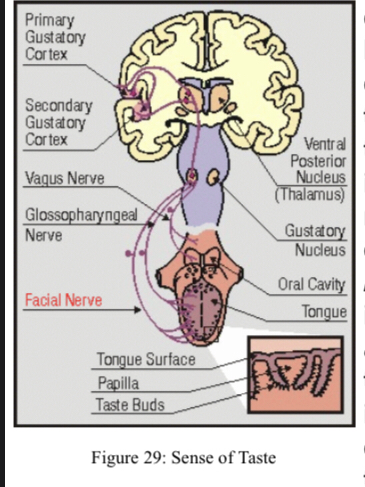 Primary
Gustatory
Cortex
Secondary
Gustatory
Cortex
Vagus Nerve
Glossopharyngeal
Nerve
Facial Nerve
Ventral
Posterior
Nucleus
(Thalamus)
Gustatory
Nucleus
Oral Cavity
Tongue
Tongue Surface
Papilla
Taste Buds
Figure 29: Sense of Taste